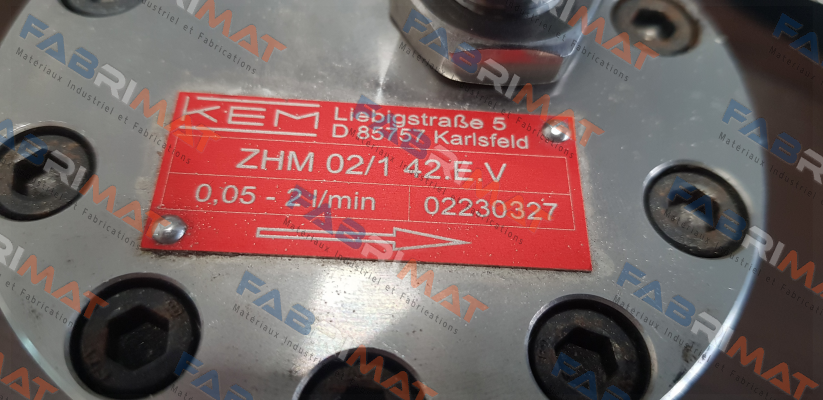 KEM
Liebigstraße 5
D 85757 Karlsfeld
ZHM 02/1 42.E.V
0,05 - 2 l/min
02230327
FABRIMAT
Materiaux Industriel et Fabrications